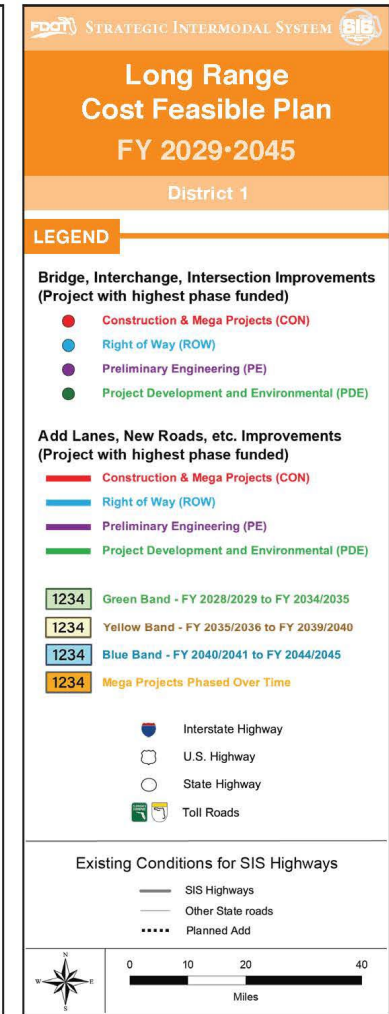 FDOT STRATEGIC INTERMODAL SYSTEM SIS
Long Range
Cost Feasible Plan
FY 2029•2045
District 1
LEGEND
Bridge, Interchange, Intersection Improvements
(Project with highest phase funded)
Construction & Mega Projects (CON)
Right of Way (ROW)
Preliminary Engineering (PE)
Project Development and Environmental (PDE)
Add Lanes, New Roads, etc. Improvements
(Project with highest phase funded)
Construction & Mega Projects (CON)
Right of Way (ROW)
Preliminary Engineering (PE)
Project Development and Environmental (PDE)
1234 Green Band - FY 2028/2029 to FY 2034/2035
1234 Yellow Band - FY 2035/2036 to FY 2039/2040
1234 Blue Band - FY 2040/2041 to FY 2044/2045
1234 Mega Projects Phased Over Time
Interstate Highway
U.S. Highway
State Highway
Toll Roads
Existing Conditions for SIS Highways
SIS Highways
Other State roads
Planned Add
N
W E
S
0 10 20 40
Miles